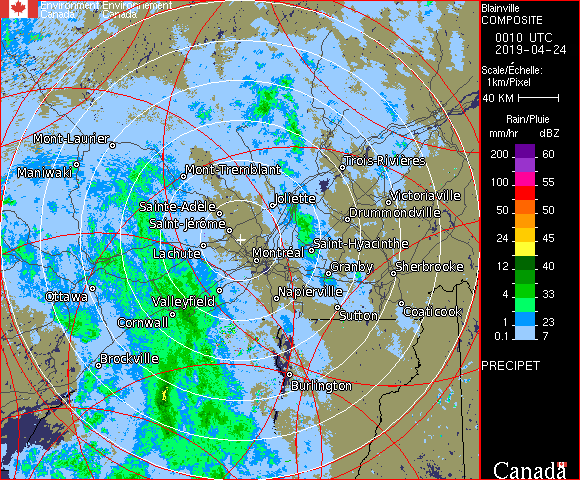 Environment Environnement
Canada Canada
Blainville
COMPOSITE
0010 UTC
2019-04-24
Scale/Échelle:
1km/Pixel
40 KM
Rain/Pluie
mm/hr dBZ
200 60
100 55
50 50
24 45
12 40
8 38
4 33
1 23
0.1 7
PRECIPET
Canada
Mont-Laurier
Maniwaki
Mont-Tremblant
Trois-Rivières
Joliette
Victoriaville
Sainte-Adèle
Drummondville
Saint-Jérôme
Lachute
Montréal
Saint-Hyacinthe
Granby
Sherbrooke
Ottawa
Valleyfield
Napierville
Cornwall
Sutton
Coaticook
Brockville
Burlington